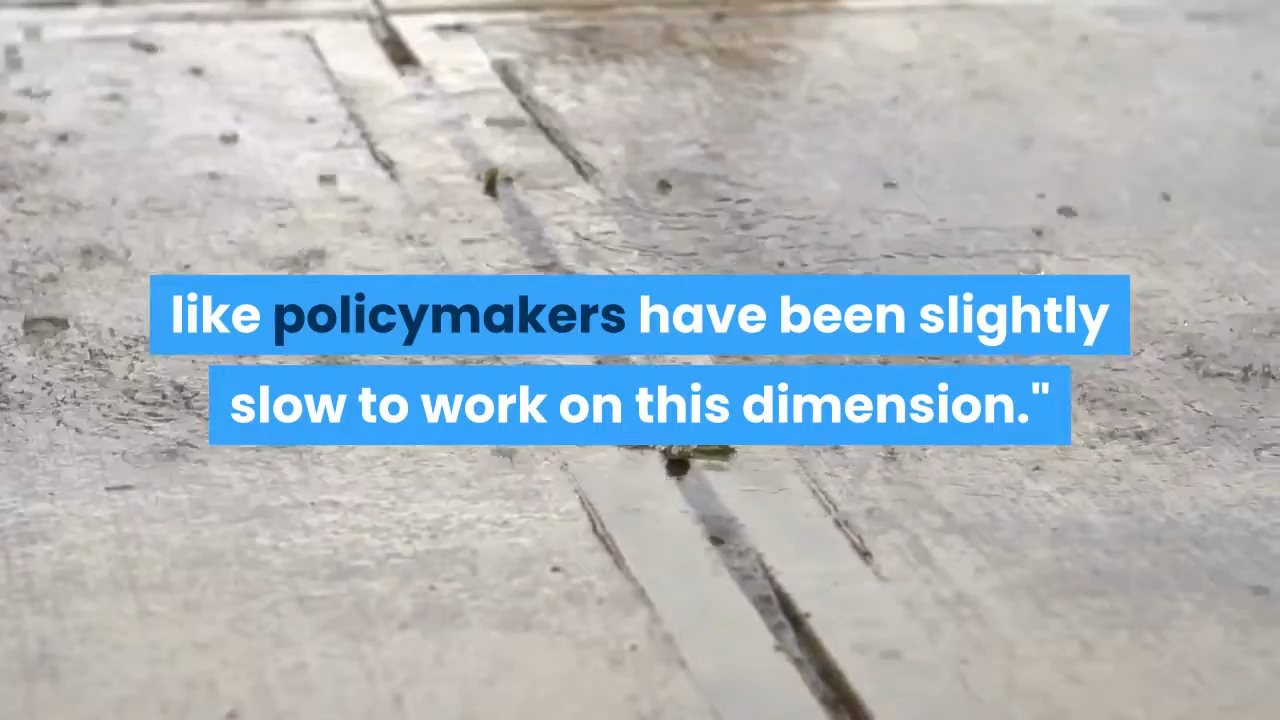 like policymakers have been slightly
slow to work on this dimension."